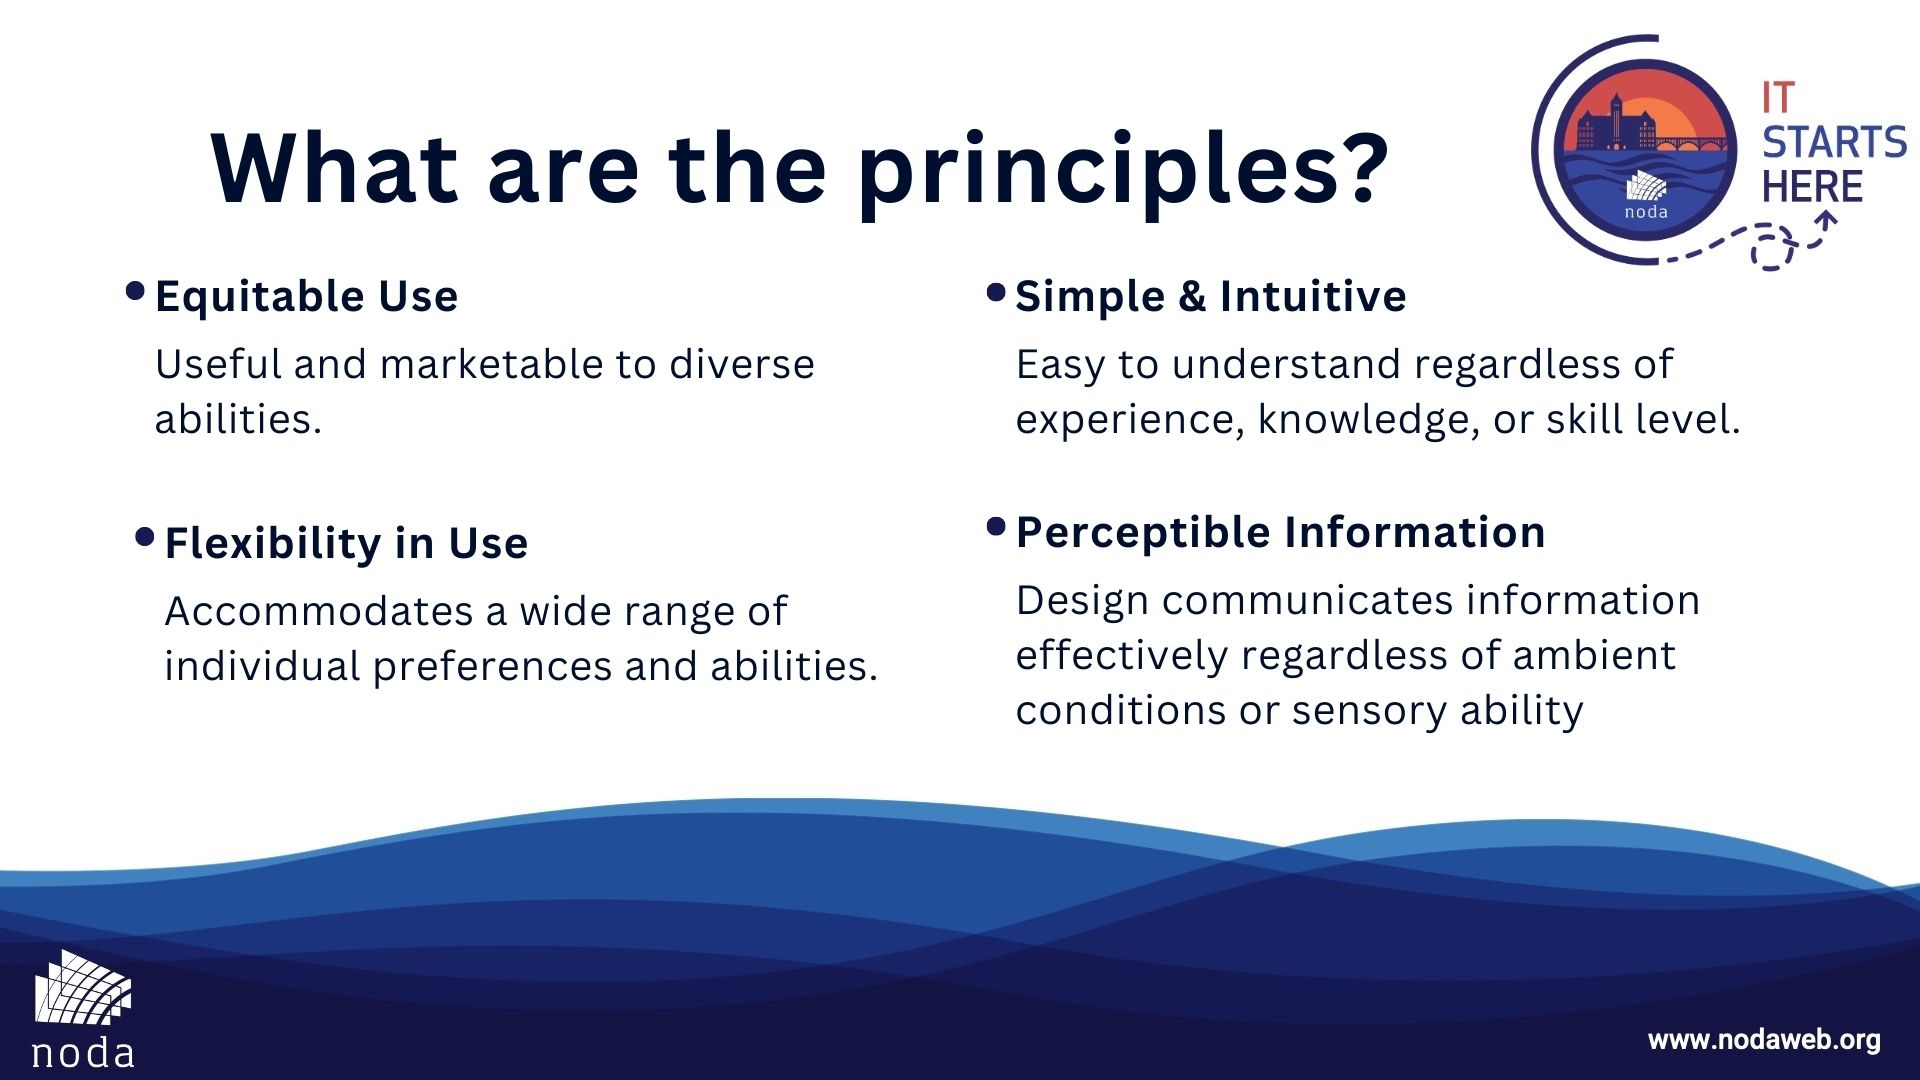 What are the principles?
IT
STARTS
HERE
noda
• Equitable Use
Useful and marketable to diverse
abilities.
• Flexibility in Use
Accommodates a wide range of
individual preferences and abilities.
• Simple & Intuitive
Easy to understand regardless of
experience, knowledge, or skill level.
• Perceptible Information
Design communicates information
effectively regardless of ambient
conditions or sensory ability
noda
www.nodaweb.org